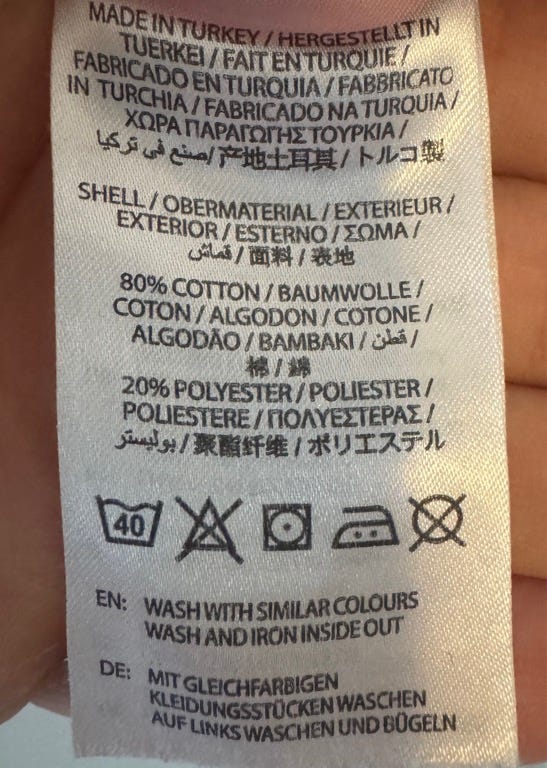 MADE IN TURKEY / HERGESTELLT IN
TUERKEI / FAIT EN TURQUIE /
FABRICADO EN TURQUIA / FABBRICATO
IN TURCHIA / FABRICADO NA TURQUIA /
ΧΩΡΑ ΠΑΡΑΓΩΓΗΣ ΤΟΥΡΚΙΑ /
صنع في تركيا / 产地土耳其 / トルコ製
SHELL / OBERMATERIAL / EXTERIEUR /
EXTERIOR / ESTERNO / ΣΩΜΑ /
قماش / 面料 / 表地
80% COTTON / BAUMWOLLE /
COTON / ALGODON / COTONE /
ALGODÃO / BAMBAKI / قطن /
棉 / 綿
20% POLYESTER / POLIESTER /
POLIESTERE / ΠΟΛΥΕΣΤΕΡΑΣ /
بوليستر / 聚酯纤维 / ポリエステル
40
EN: WASH WITH SIMILAR COLOURS
WASH AND IRON INSIDE OUT
DE: MIT GLEICHFARBIGEN
KLEIDUNGSSTÜCKEN WASCHEN
AUF LINKS WASCHEN UND BÜGELN